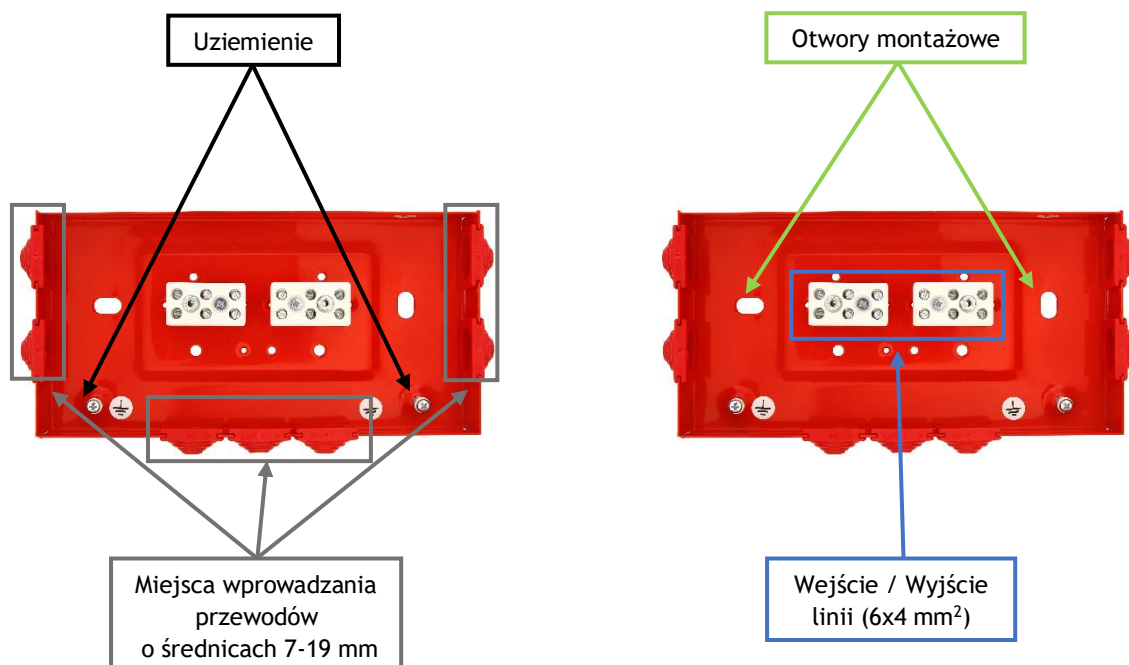 Uziemienie
Otwory montażowe
Miejsca wprowadzania
przewodów
o średnicach 7-19 mm
Wejście / Wyjście
linii (6x4 mm²)